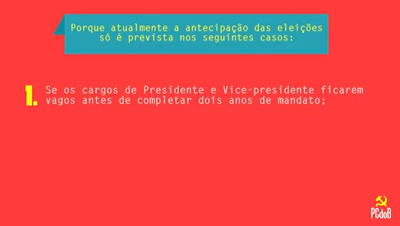 Porque atualmente a antecipação das eleições
só é prevista nos seguintes casos:
1. Se os cargos de Presidente e Vice-presidente ficarem
vagos antes de completar dois anos de mandato;
PCdoB